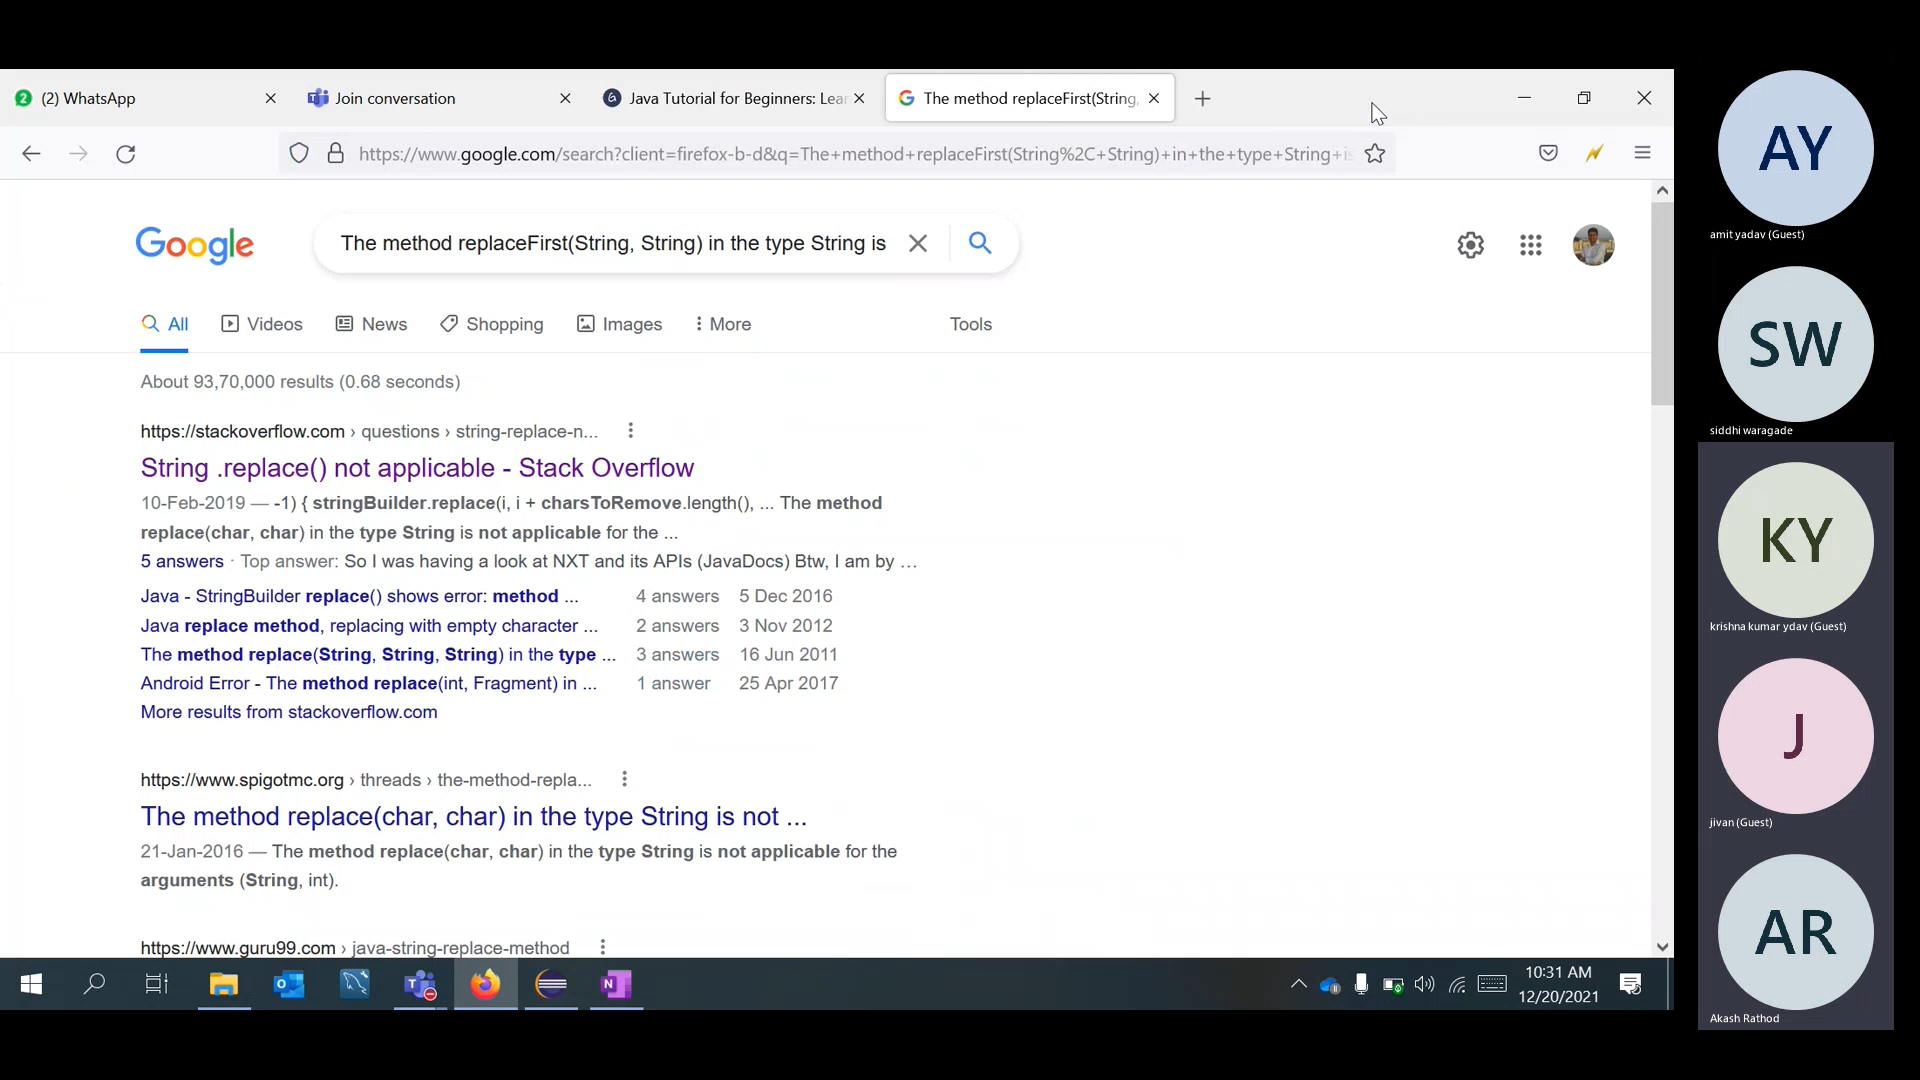 2 (2) WhatsApp
Join conversation
Java Tutorial for Beginners: Lear
The method replaceFirst(String,
https://www.google.com/search?client=firefox-b-d&q=The+method+replaceFirst(String%2C+String)+in+the+type+String+is
Google
The method replaceFirst(String, String) in the type String is
All
Videos
News
Shopping
Images
More
Tools
About 93,70,000 results (0.68 seconds)
https://stackoverflow.com › questions › string-replace-n...
String .replace() not applicable - Stack Overflow
10-Feb-2019 — -1) { stringBuilder.replace(i, i + charsToRemove.length(), ... The method
replace(char, char) in the type String is not applicable for the ...
5 answers · Top answer: So I was having a look at NXT and its APIs (JavaDocs) Btw, I am by …
Java - StringBuilder replace() shows error: method ... 4 answers 5 Dec 2016
Java replace method, replacing with empty character ... 2 answers 3 Nov 2012
The method replace(String, String, String) in the type ... 3 answers 16 Jun 2011
Android Error - The method replace(int, Fragment) in ... 1 answer 25 Apr 2017
More results from stackoverflow.com
https://www.spigotmc.org › threads › the-method-repla...
The method replace(char, char) in the type String is not ...
21-Jan-2016 — The method replace(char, char) in the type String is not applicable for the
arguments (String, int).
https://www.guru99.com › java-string-replace-method
10:31 AM
12/20/2021
AY
amit yadav (Guest)
SW
siddhi waragade
KY
krishna kumar ydav (Guest)
J
jivan (Guest)
AR
Akash Rathod